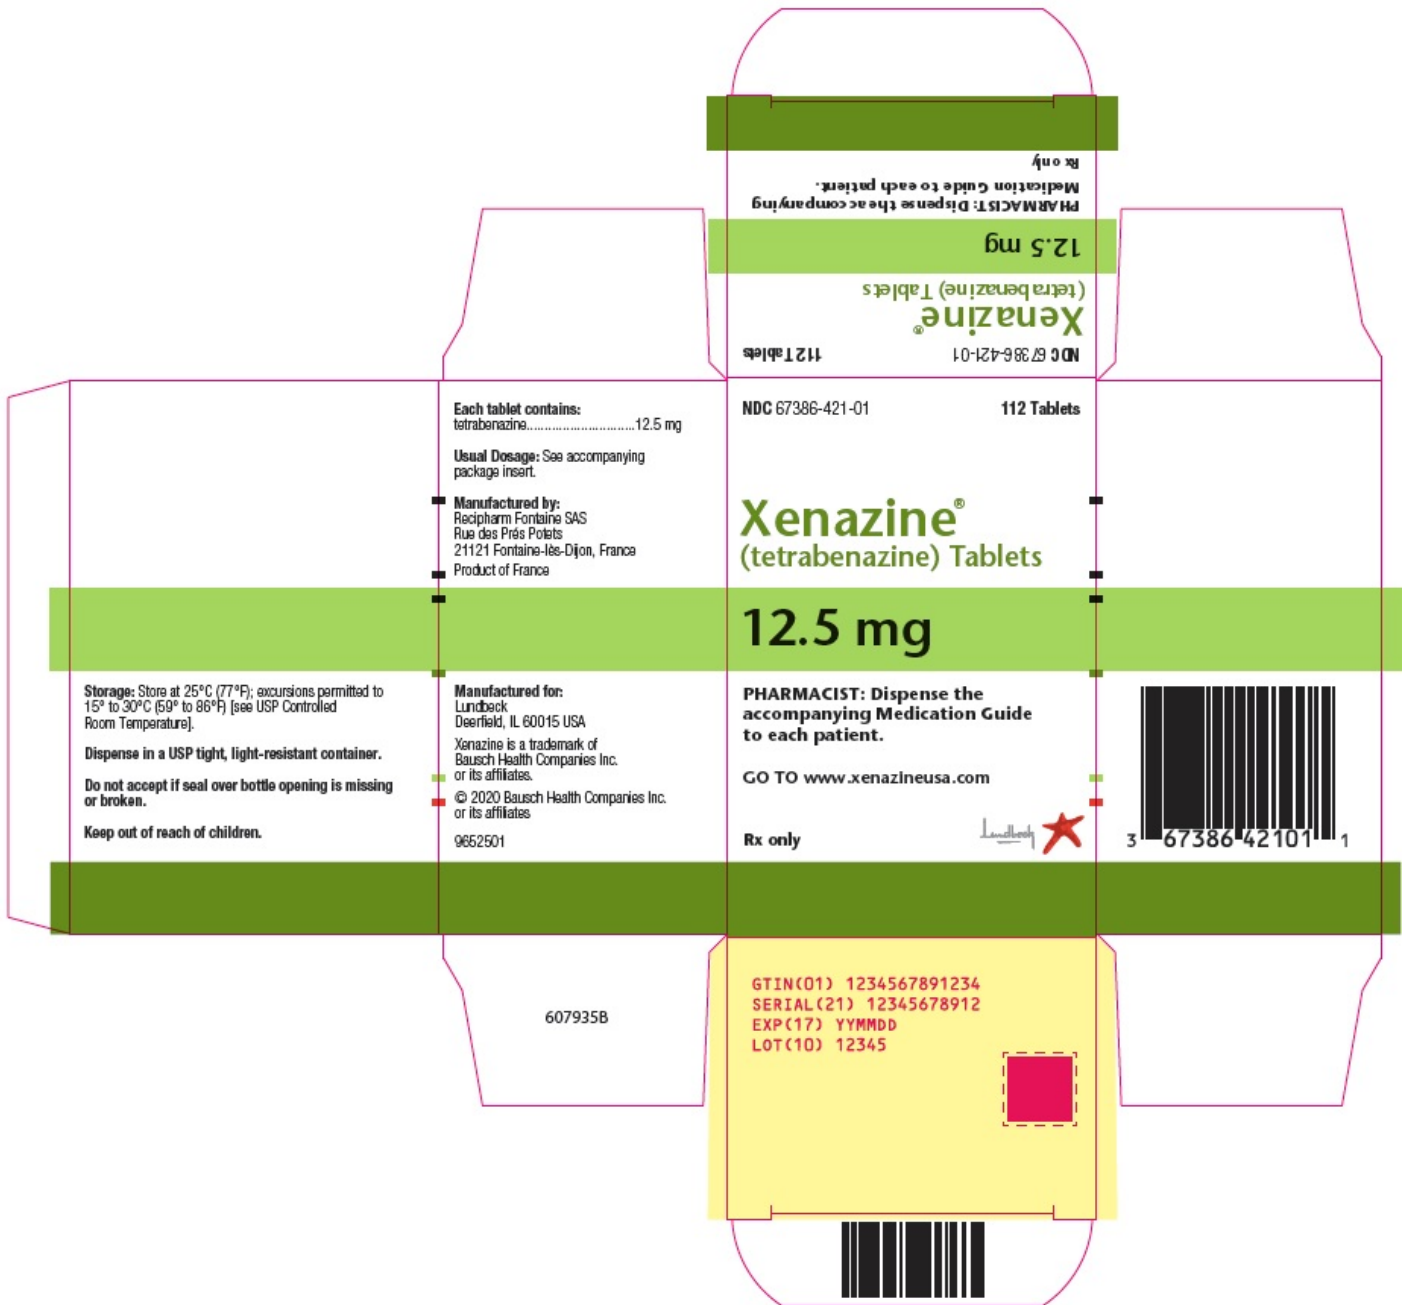 Rx only
Medication Guide to each patient.
PHARMACIST: Dispense the accompanying
12.5 mg
(tetrabenazine) Tablets
Xenazine®
NDC 67386-421-01 112 Tablets
Each tablet contains:
tetrabenazine..............................12.5 mg
Usual Dosage: See accompanying
package insert.
Manufactured by:
Recipharm Fontaine SAS
Rue des Prés Potets
21121 Fontaine-lès-Dijon, France
Product of France
NDC 67386-421-01 112 Tablets
Xenazine®
(tetrabenazine) Tablets
12.5 mg
Storage: Store at 25°C (77°F); excursions permitted to
15° to 30°C (59° to 86°F) [see USP Controlled
Room Temperature].
Dispense in a USP tight, light-resistant container.
Do not accept if seal over bottle opening is missing
or broken.
Keep out of reach of children.
Manufactured for:
Lundbeck
Deerfield, IL 60015 USA
Xenazine is a trademark of
Bausch Health Companies Inc.
or its affiliates.
© 2020 Bausch Health Companies Inc.
or its affiliates
9652501
PHARMACIST: Dispense the
accompanying Medication Guide
to each patient.
GO TO www.xenazineusa.com
Rx only
Lundbeck
3 67386 42101 1
607935B
GTIN(01) 1234567891234
SERIAL(21) 12345678912
EXP(17) YYMMDD
LOT(10) 12345